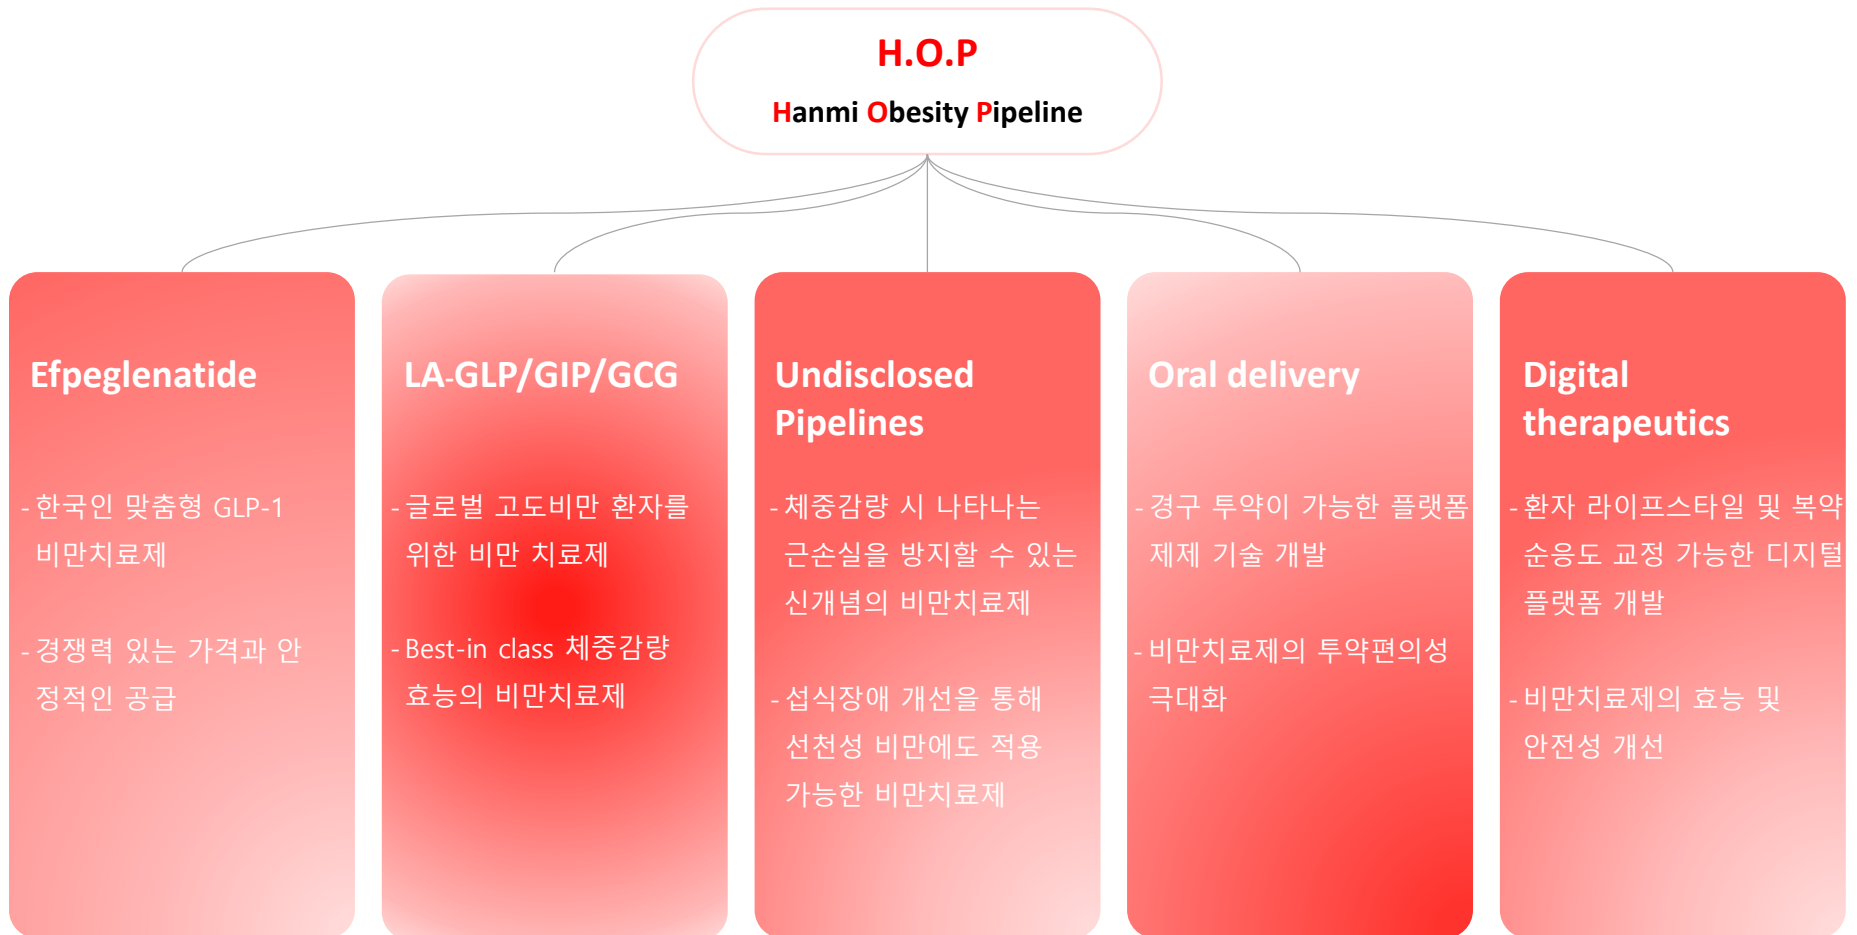 H.O.P
Hanmi Obesity Pipeline
Efpeglenatide
- 한국인 맞춤형 GLP-1
비만치료제
- 경쟁력 있는 가격과 안
정적인 공급
LA-GLP/GIP/GCG
- 글로벌 고도비만 환자를
위한 비만 치료제
- Best-in class 체중감량
효능의 비만치료제
Undisclosed
Pipelines
- 체중감량 시 나타나는
근손실을 방지할 수 있는
신개념의 비만치료제
- 섭식장애 개선을 통해
선천성 비만에도 적용
가능한 비만치료제
Oral delivery
- 경구 투약이 가능한 플랫폼
제제 기술 개발
- 비만치료제의 투약편의성
극대화
Digital
therapeutics
- 환자 라이프스타일 및 복약
순응도 교정 가능한 디지털
플랫폼 개발
- 비만치료제의 효능 및
안전성 개선